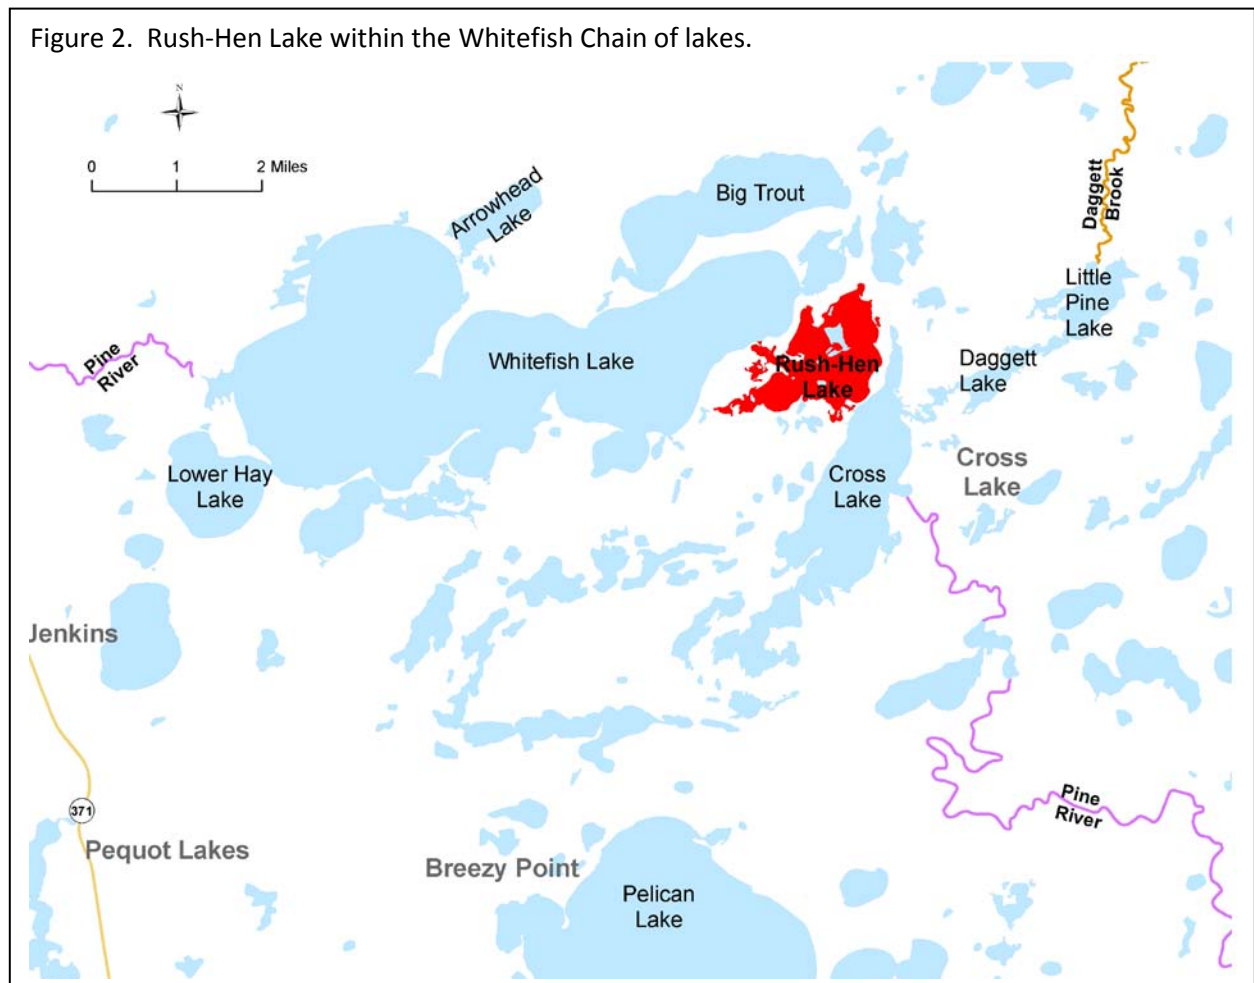 Figure 2.  Rush-Hen Lake within the Whitefish Chain of lakes.
N
0 1 2 Miles
Arrowhead
Lake
Big Trout
Daggett
Brook
Little
Pine
Lake
Pine
River
Whitefish Lake
Rush-Hen
Lake
Daggett
Lake
Lower Hay
Lake
Cross
Lake
Cross
Lake
Jenkins
371
Pequot Lakes
Breezy Point
Pelican
Lake
Pine
River